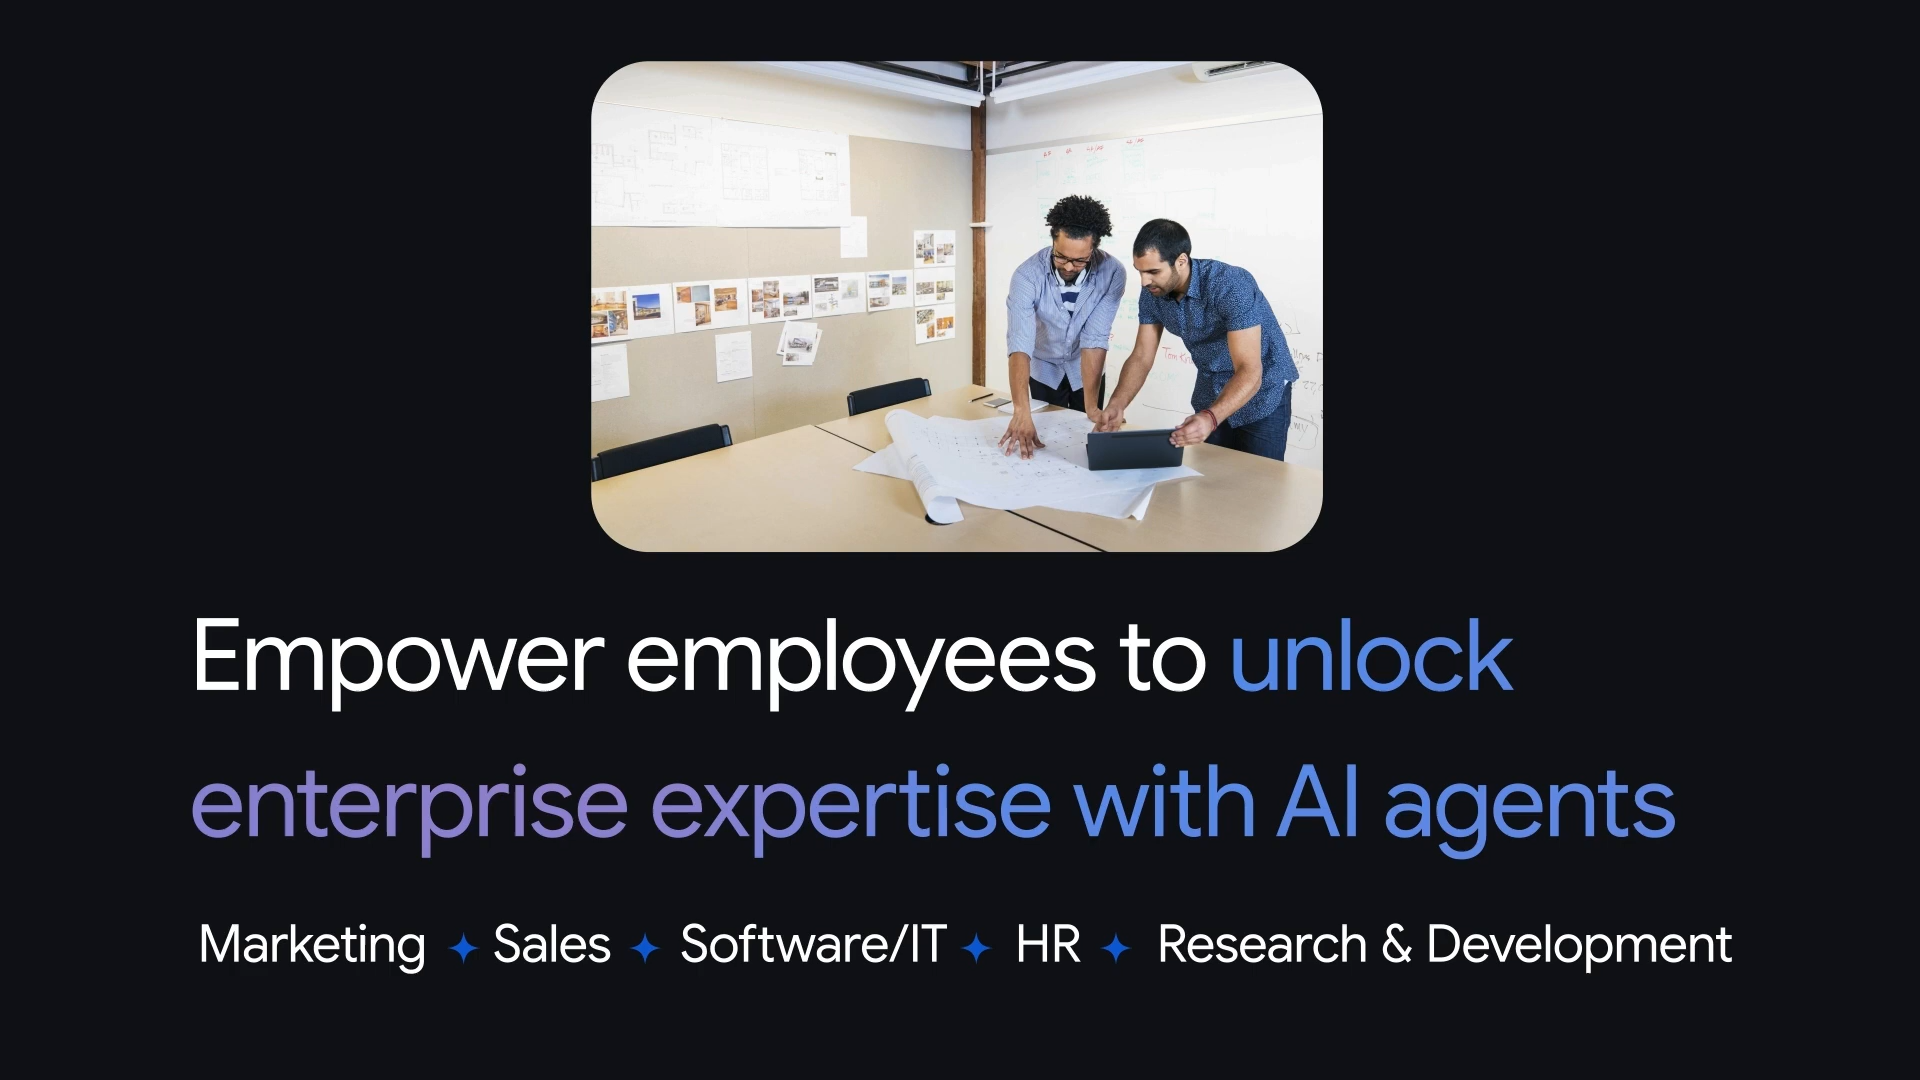 Empower employees to unlock
enterprise expertise with AI agents
Marketing ✦ Sales ✦ Software/IT ✦ HR ✦ Research & Development